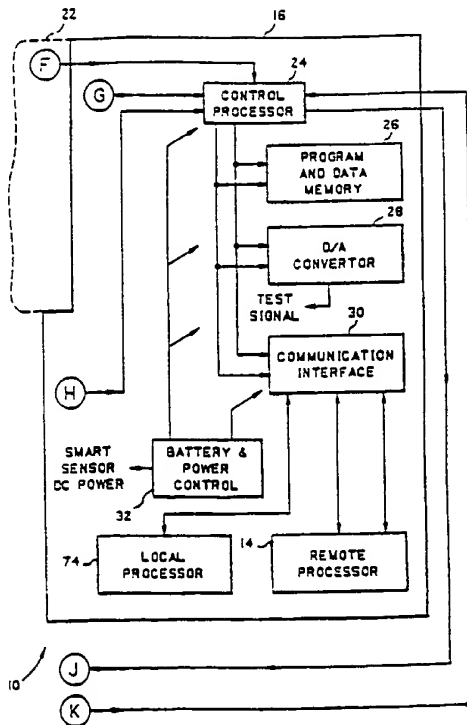 22
16
F
24
G
CONTROL
PROCESSOR
26
PROGRAM
AND DATA
MEMORY
28
D/A
CONVERTOR
TEST
SIGNAL
30
COMMUNICATION
INTERFACE
H
SMART
SENSOR
DC POWER
BATTERY &
POWER
CONTROL
32
74
LOCAL
PROCESSOR
14
REMOTE
PROCESSOR
10
J
K